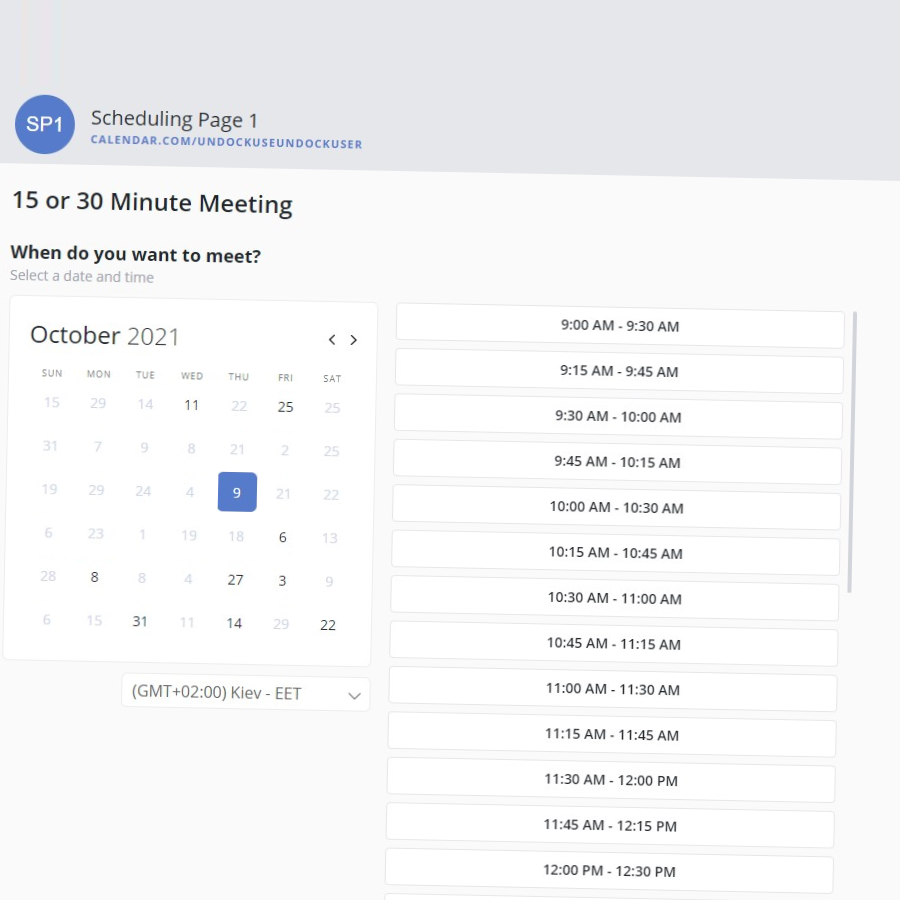 SP1
Scheduling Page 1
CALENDAR.COM/UNDOCKUSEUNDOCKUSER
15 or 30 Minute Meeting
When do you want to meet?
Select a date and time
October 2021
SUN MON TUE WED THU FRI SAT
15 29 14 11 22 25 25
31 7 9 8 21 2 25
19 29 24 4 9 21 22
6 23 1 19 18 6 13
28 8 8 4 27 3 9
6 15 31 11 14 29 22
(GMT+02:00) Kiev - EET
9:00 AM - 9:30 AM
9:15 AM - 9:45 AM
9:30 AM - 10:00 AM
9:45 AM - 10:15 AM
10:00 AM - 10:30 AM
10:15 AM - 10:45 AM
10:30 AM - 11:00 AM
10:45 AM - 11:15 AM
11:00 AM - 11:30 AM
11:15 AM - 11:45 AM
11:30 AM - 12:00 PM
11:45 AM - 12:15 PM
12:00 PM - 12:30 PM